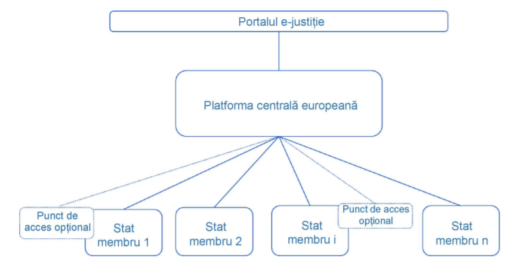 Portalul e-justiție
Platforma centrală europeană
Punct de
acces opțional
Stat
membru 1
Stat
membru 2
Stat
membru i
Punct de acces
opțional
Stat
membru n